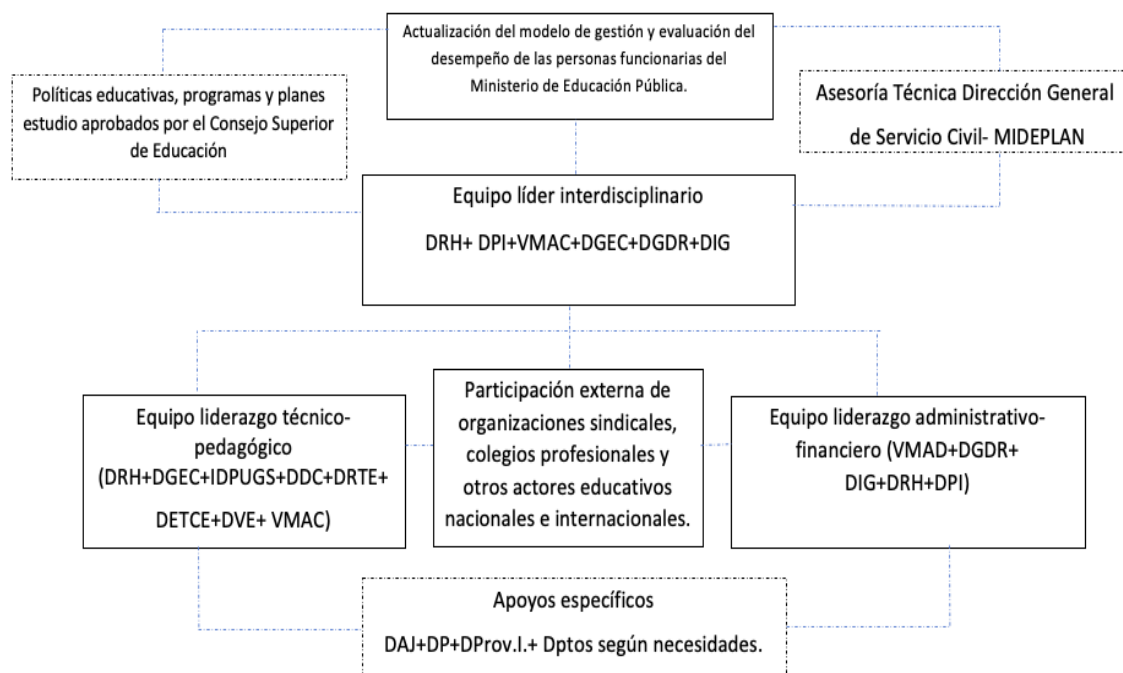 Actualización del modelo de gestión y evaluación del
desempeño de las personas funcionarias del
Ministerio de Educación Pública.
Políticas educativas, programas y planes
estudio aprobados por el Consejo Superior
de Educación
Asesoría Técnica Dirección General
de Servicio Civil- MIDEPLAN
Equipo líder interdisciplinario
DRH+ DPI+VMAC+DGEC+DGDR+DIG
Equipo liderazgo técnico-
pedagógico
(DRH+DGEC+IDPUGS+DDC+DRTE+
DETCE+DVE+ VMAC)
Participación externa de
organizaciones sindicales,
colegios profesionales y
otros actores educativos
nacionales e internacionales.
Equipo liderazgo administrativo-
financiero (VMAD+DGDR+
DIG+DRH+DPI)
Apoyos específicos
DAJ+DP+DProv.I.+ Dptos según necesidades.